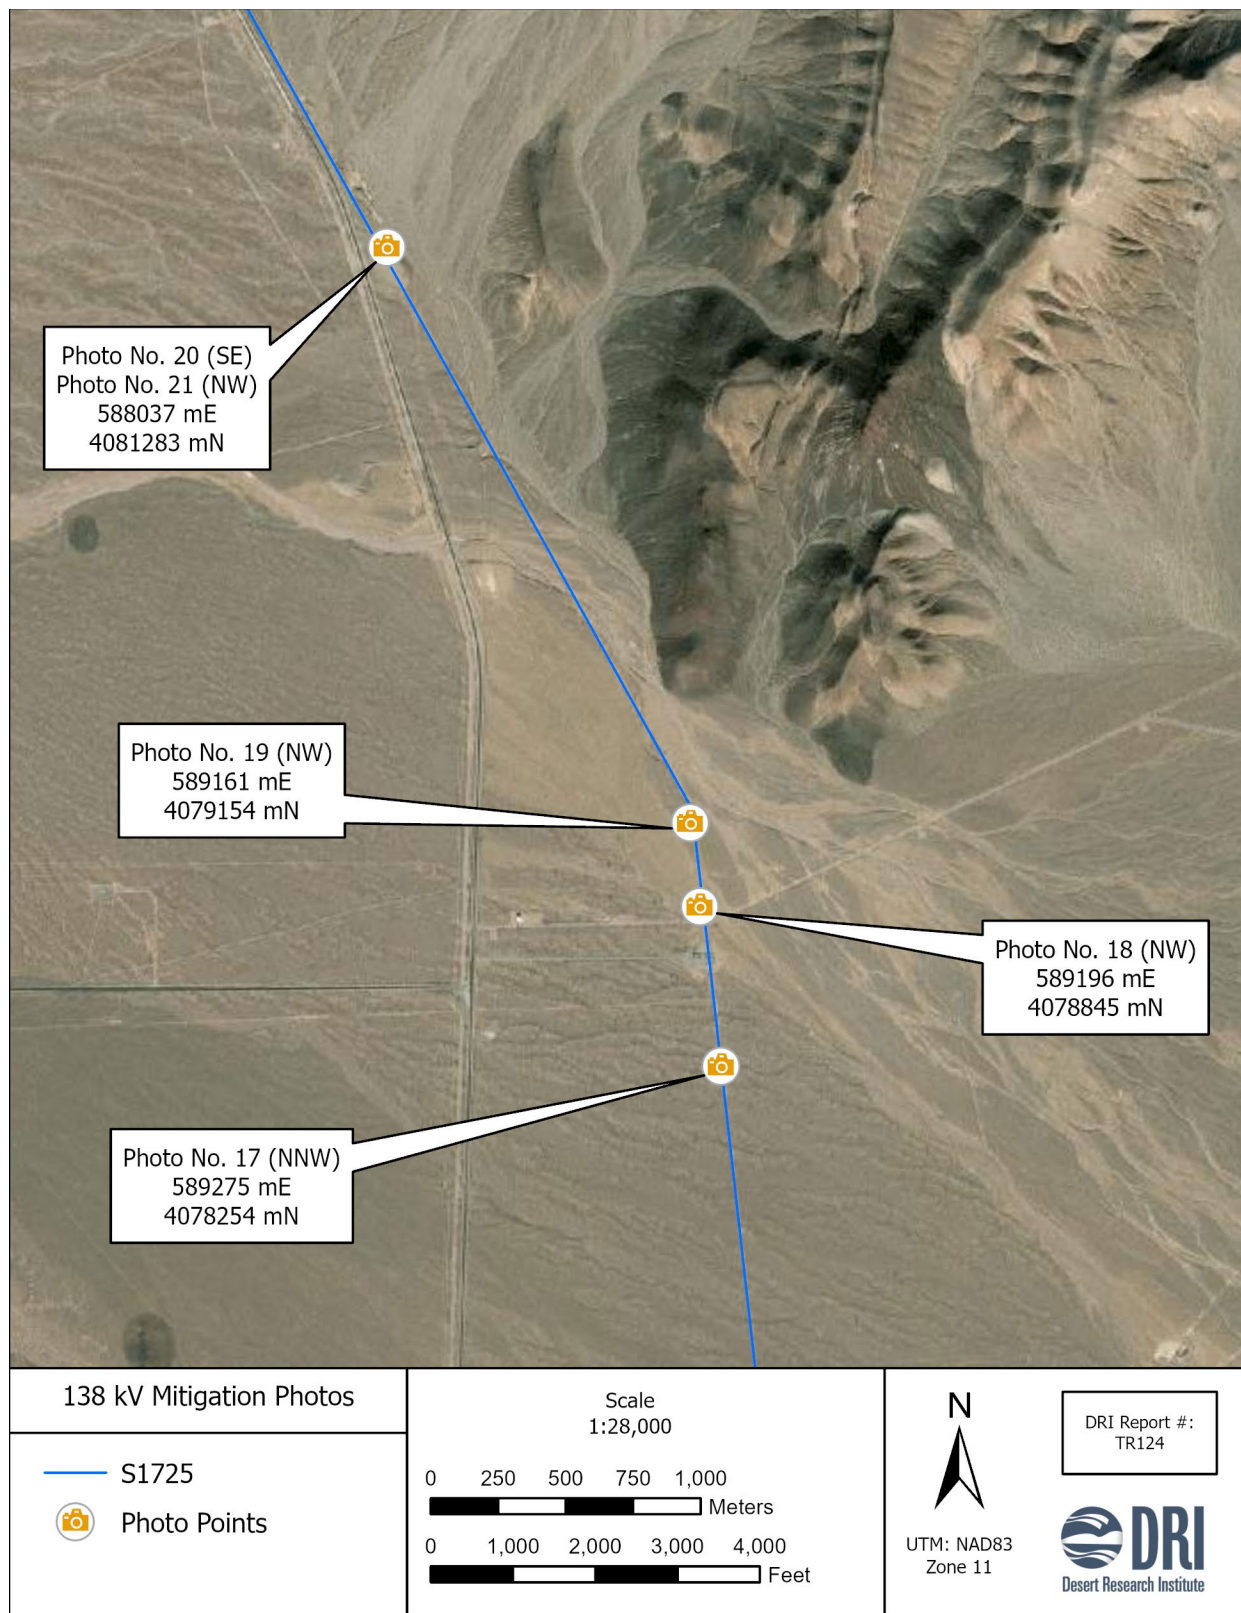 Photo No. 20 (SE)
Photo No. 21 (NW)
588037 mE
4081283 mN
Photo No. 19 (NW)
589161 mE
4079154 mN
Photo No. 18 (NW)
589196 mE
4078845 mN
Photo No. 17 (NNW)
589275 mE
4078254 mN
138 kV Mitigation Photos
S1725
Photo Points
Scale
1:28,000
0 250 500 750 1,000
Meters
0 1,000 2,000 3,000 4,000
Feet
N
UTM: NAD83
Zone 11
DRI Report #:
TR124
DRI
Desert Research Institute